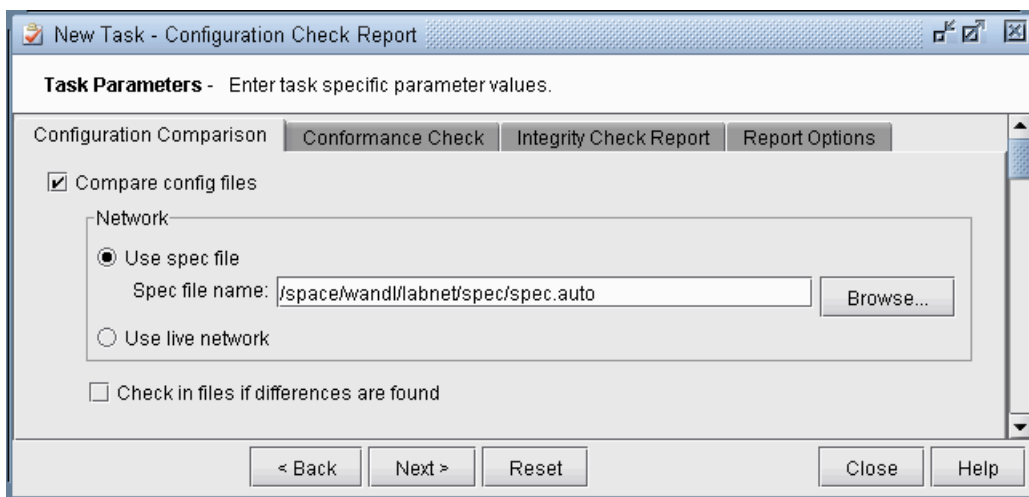 New Task - Configuration Check Report
Task Parameters - Enter task specific parameter values.
Configuration Comparison Conformance Check Integrity Check Report Report Options
Compare config files
Network
Use spec file
Spec file name: /space/wandl/labnet/spec/spec.auto Browse...
Use live network
Check in files if differences are found
< Back Next > Reset Close Help